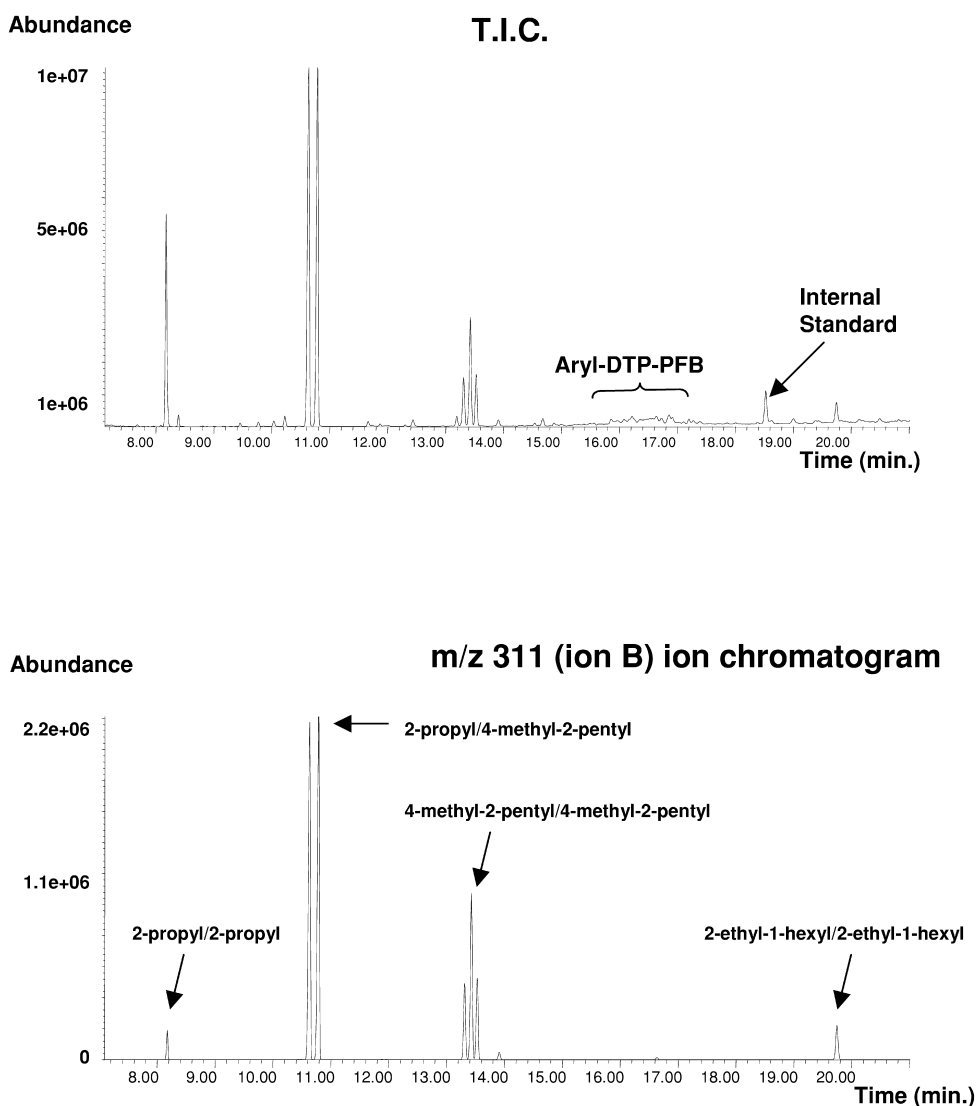 Abundance
T.I.C.
1e+07
5e+06
Internal
Standard
Aryl-DTP-PFB
1e+06
8.00 9.00 10.00 11.00 12.00 13.00 14.00 15.00 16.00 17.00 18.00 19.00 20.00
Time (min.)
m/z 311 (ion B) ion chromatogram
Abundance
2.2e+06
2-propyl/4-methyl-2-pentyl
4-methyl-2-pentyl/4-methyl-2-pentyl
1.1e+06
2-propyl/2-propyl
2-ethyl-1-hexyl/2-ethyl-1-hexyl
0
8.00 9.00 10.00 11.00 12.00 13.00 14.00 15.00 16.00 17.00 18.00 19.00 20.00
Time (min.)